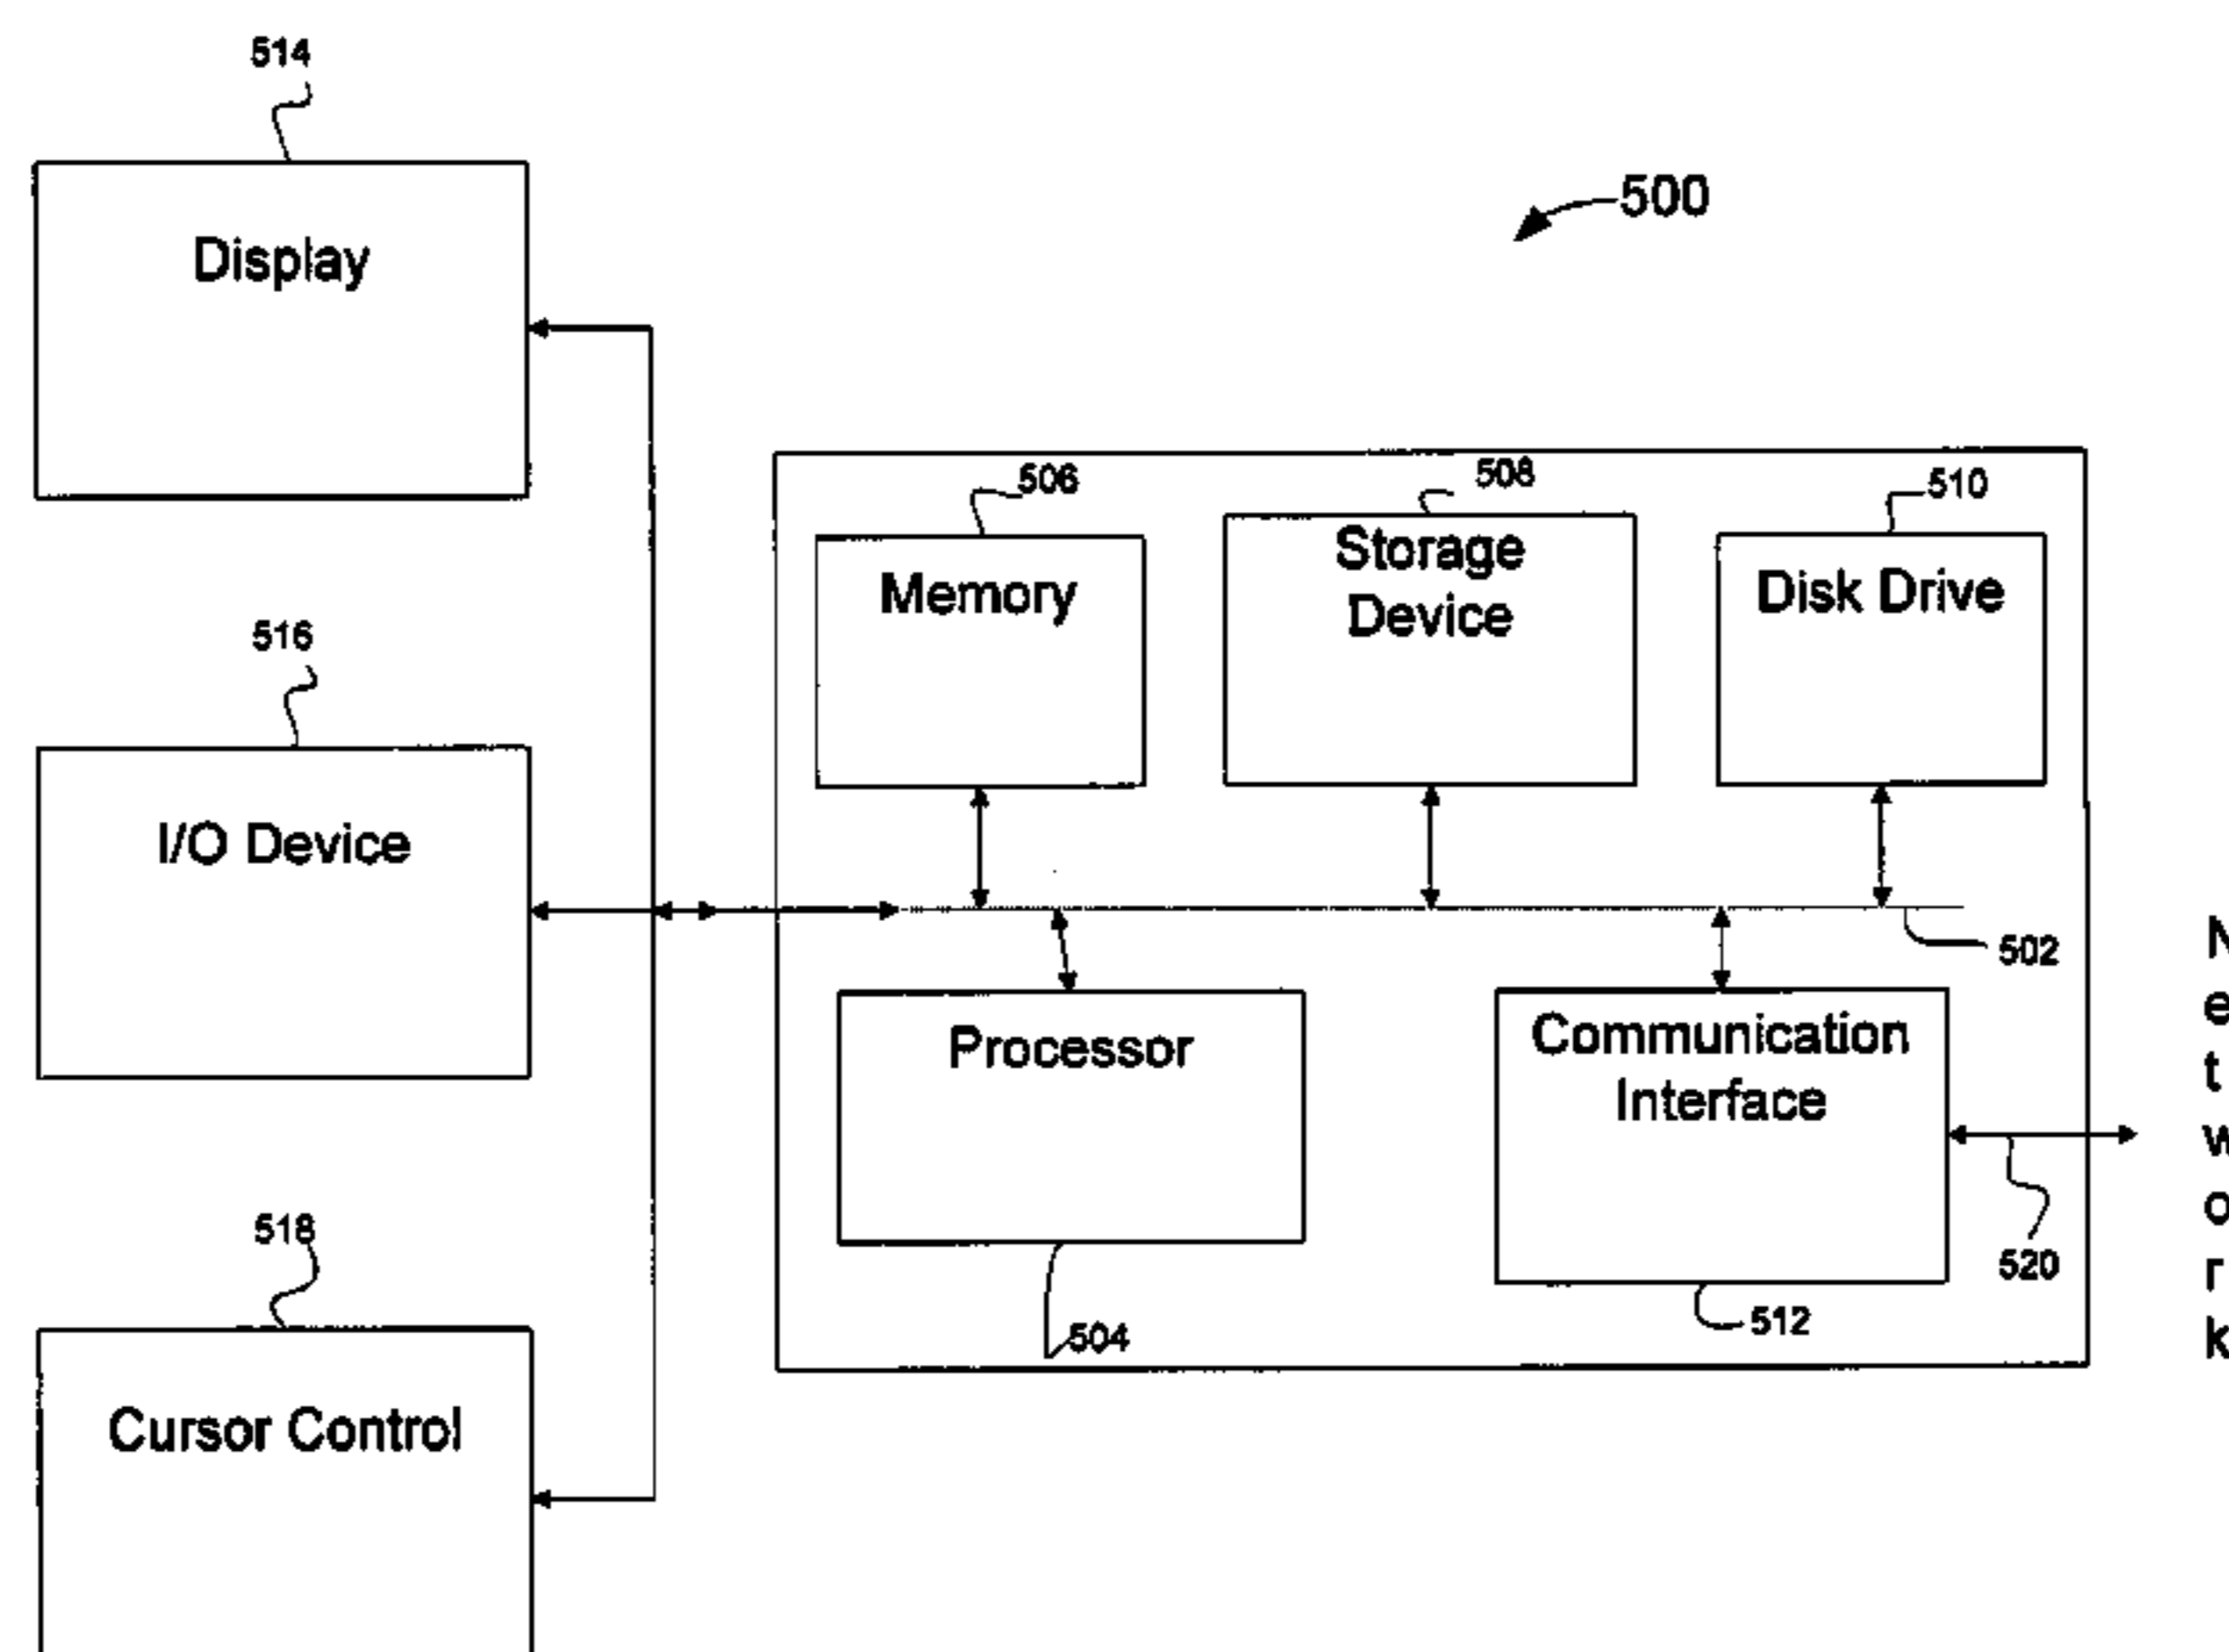 514
Display
500
506
508
510
Memory
Storage
Device
Disk Drive
516
I/O Device
502
Processor
Communication
Interface
Network
518
520
504
512
Cursor Control